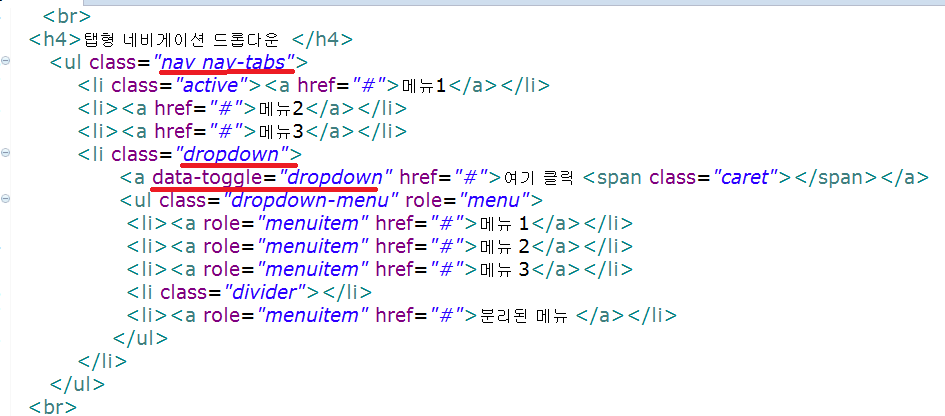 <br>
<h4>탭형 네비게이션 드롭다운 </h4>
<ul class="nav nav-tabs">
<li class="active"><a href="#">메뉴1</a></li>
<li><a href="#">메뉴2</a></li>
<li><a href="#">메뉴3</a></li>
<li class="dropdown">
<a data-toggle="dropdown" href="#">여기 클릭 <span class="caret"></span></a>
<ul class="dropdown-menu" role="menu">
<li><a role="menuitem" href="#">메뉴 1</a></li>
<li><a role="menuitem" href="#">메뉴 2</a></li>
<li><a role="menuitem" href="#">메뉴 3</a></li>
<li class="divider"></li>
<li><a role="menuitem" href="#">분리된 메뉴 </a></li>
</ul>
</li>
</ul>
<br>